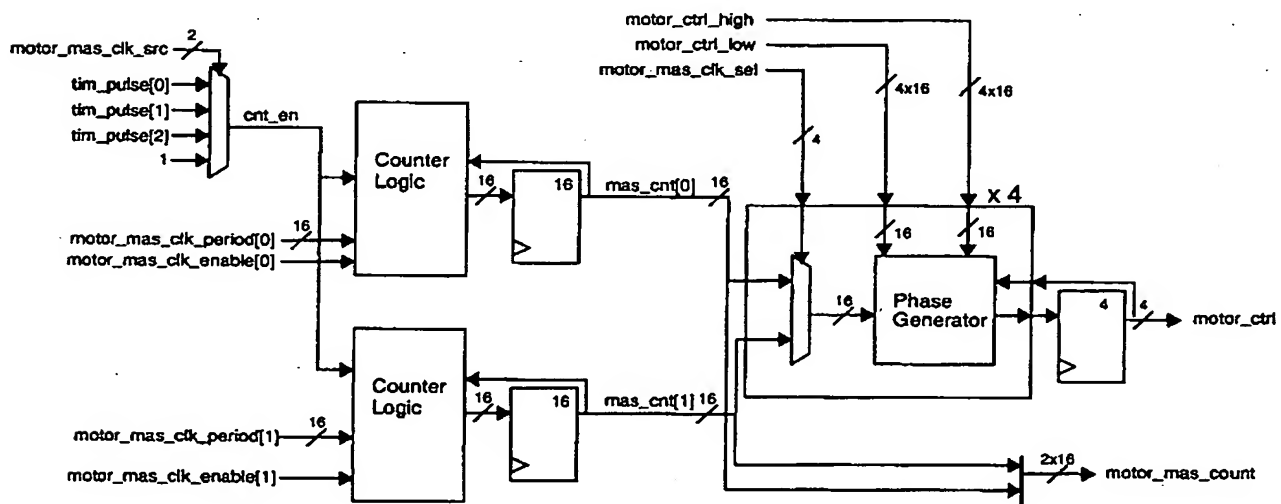 motor_ctrl_high
motor_ctrl_low
motor_mas_clk_sel
motor_mas_clk_src
2
tim_pulse[0]
tim_pulse[1]
tim_pulse[2]
1
cnt_en
4x16
4x16
4
Counter
Logic
16
16
mas_cnt[0]
16
x 4
motor_mas_clk_period[0]
16
motor_mas_clk_enable[0]
16
16
16
Phase
Generator
4
4
motor_ctrl
Counter
Logic
16
16
mas_cnt[1]
16
motor_mas_clk_period[1]
16
motor_mas_clk_enable[1]
2x16
motor_mas_count